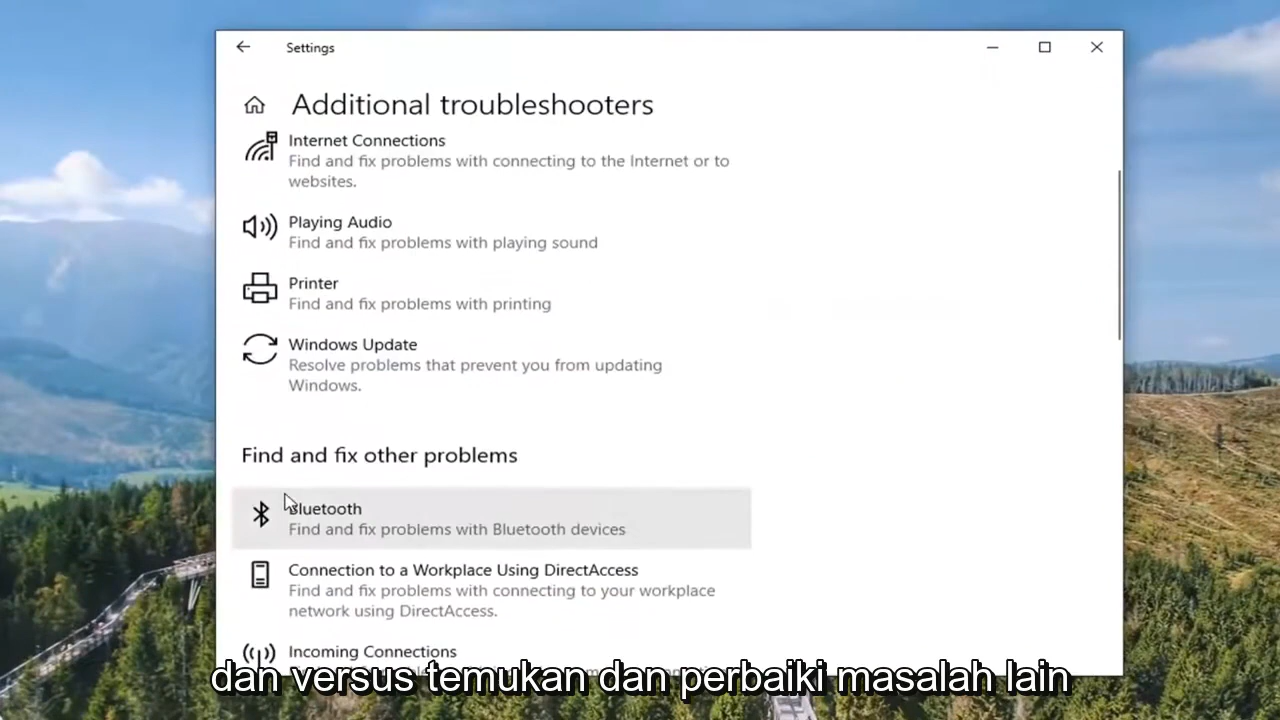 Settings
Additional troubleshooters
Internet Connections
Find and fix problems with connecting to the Internet or to
websites.
Playing Audio
Find and fix problems with playing sound
Printer
Find and fix problems with printing
Windows Update
Resolve problems that prevent you from updating
Windows.
Find and fix other problems
Bluetooth
Find and fix problems with Bluetooth devices
Connection to a Workplace Using DirectAccess
Find and fix problems with connecting to your workplace
network using DirectAccess.
Incoming Connections
dan versus temukan dan perbaiki masalah lain